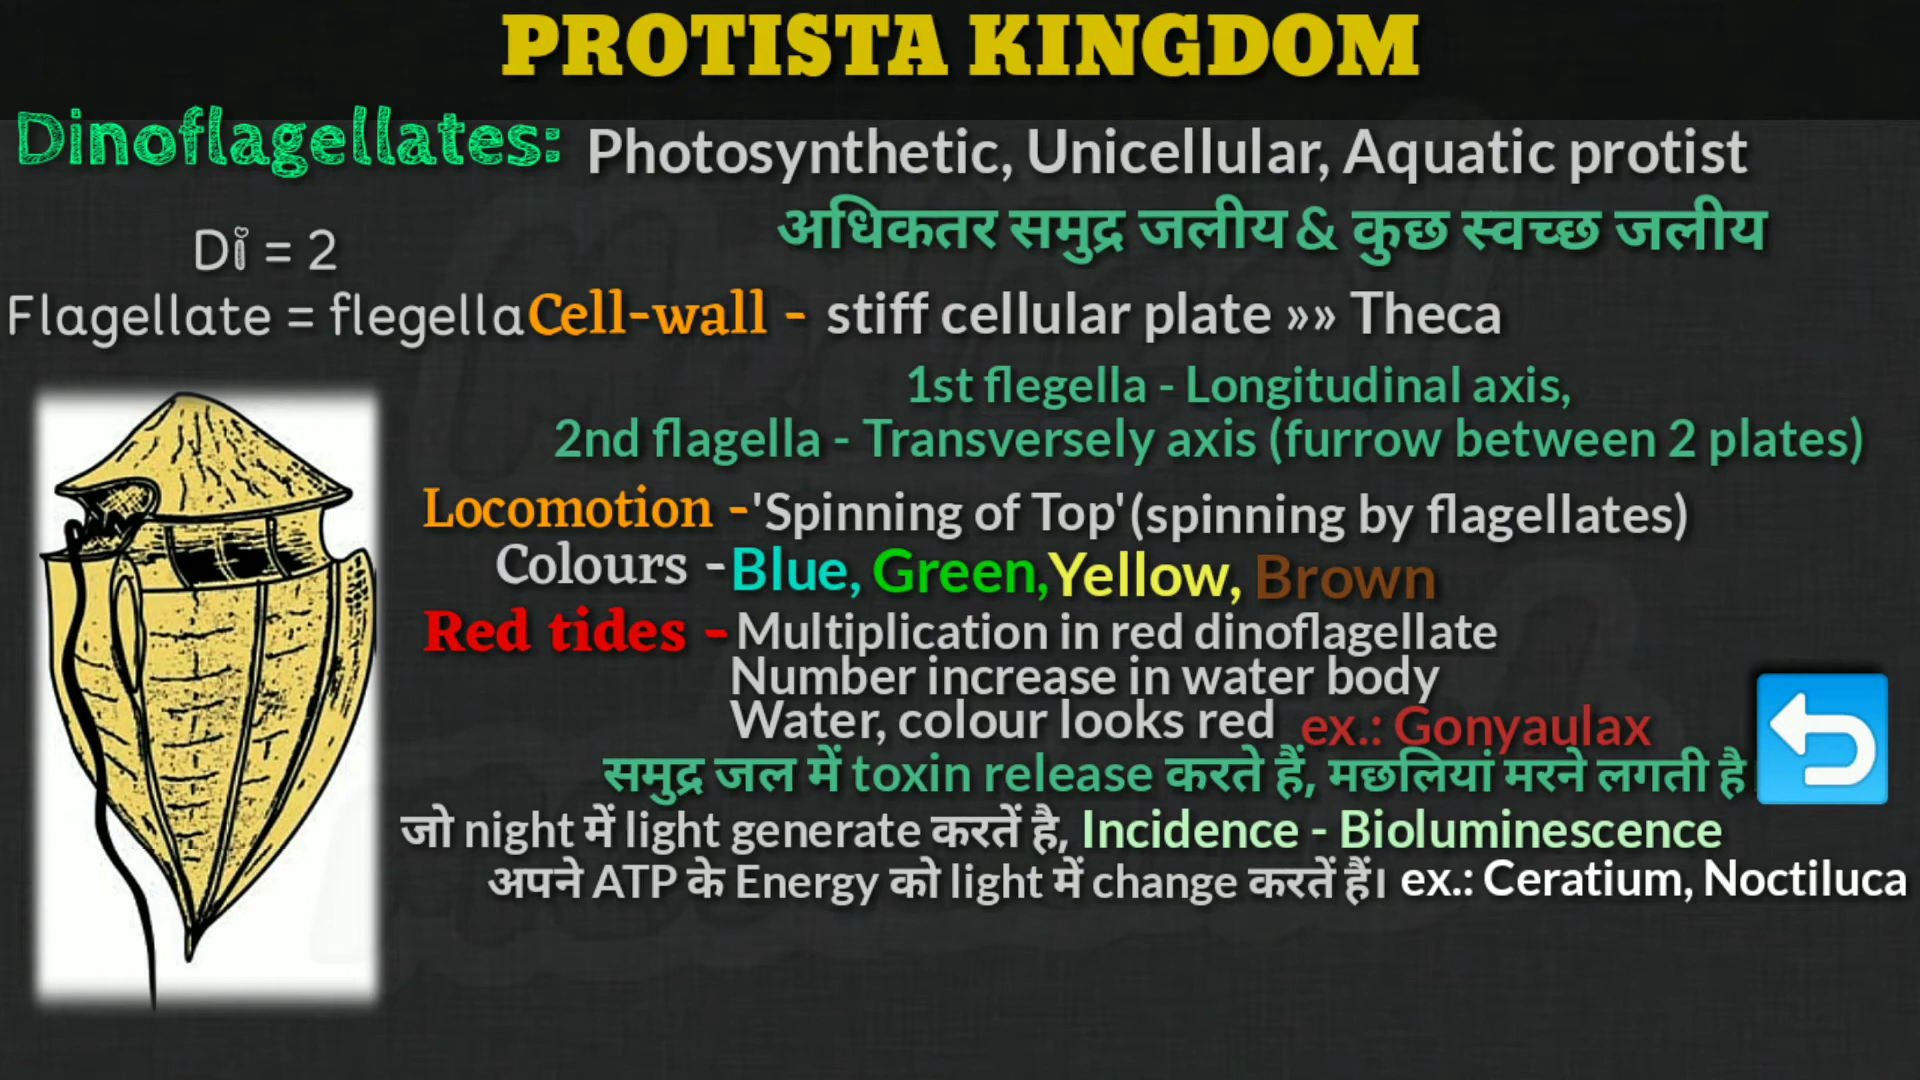 PROTISTA KINGDOM
Dinoflagellates: Photosynthetic, Unicellular, Aquatic protist
अधिकतर समुद्र जलीय & कुछ स्वच्छ जलीय
Di = 2
Flagellate = flegella
Cell-wall - stiff cellular plate »» Theca
1st flegella - Longitudinal axis,
2nd flagella - Transversely axis (furrow between 2 plates)
Locomotion -'Spinning of Top'(spinning by flagellates)
Colours -Blue, Green,Yellow, Brown
Red tides -Multiplication in red dinoflagellate
Number increase in water body
Water, colour looks red ex.: Gonyaulax
समुद्र जल में toxin release करते हैं, मछलियां मरने लगती है
जो night में light generate करतें है, Incidence - Bioluminescence
अपने ATP के Energy को light में change करतें हैं। ex.: Ceratium, Noctiluca